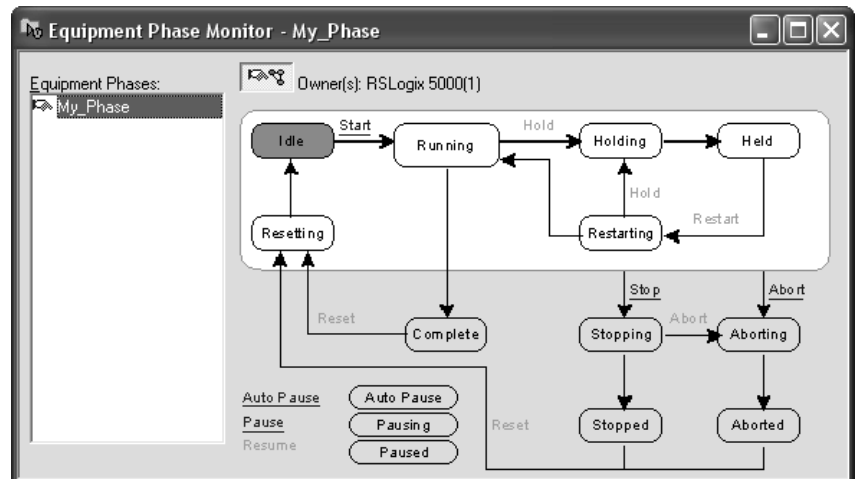 Equipment Phase Monitor - My_Phase
Equipment Phases:
Owner(s): RSLogix 5000(1)
My_Phase
Idle
Start
Running
Hold
Holding
Held
Hold
Restart
Resetting
Restarting
Stop
Abort
Reset
Complete
Stopping
Abort
Aborting
Auto Pause
Auto Pause
Pause
Pausing
Reset
Stopped
Aborted
Resume
Paused